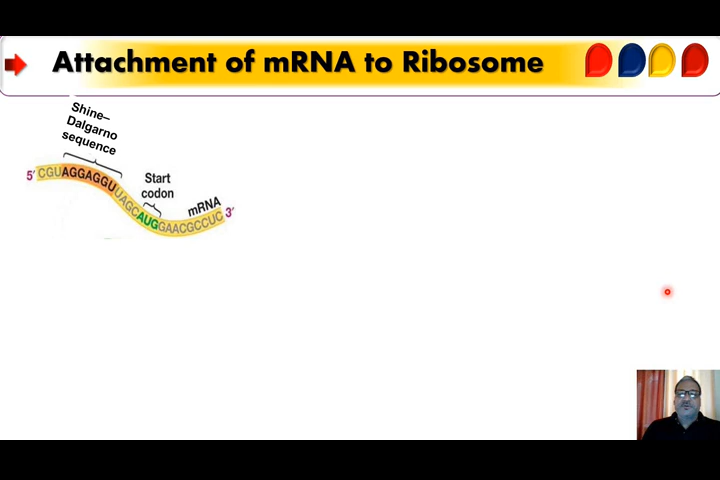 Attachment of mRNA to Ribosome
Shine–
Dalgarno
sequence
5′ CGUAGGAGGUUAGCAUGGAACGCCUC 3′
Start
codon
mRNA